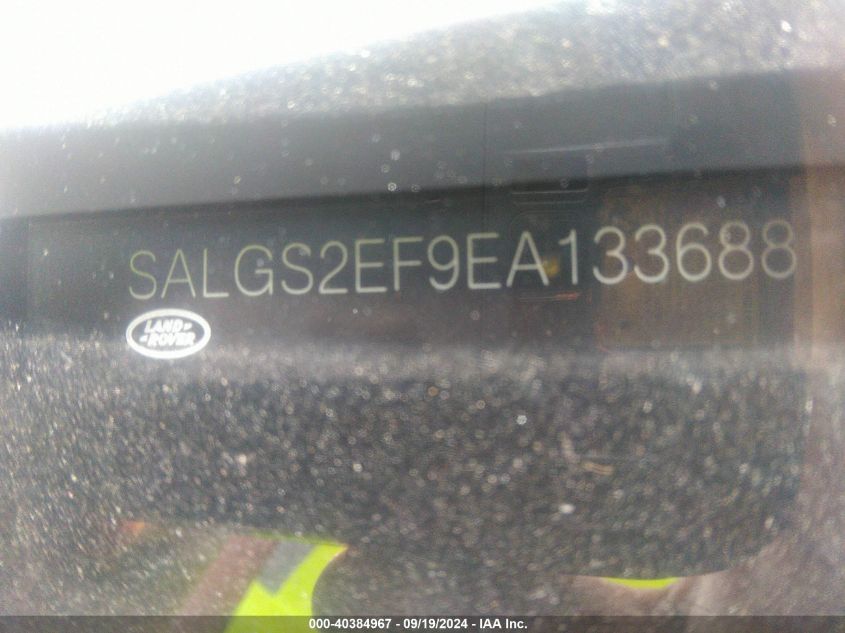 SALGS2EF9EA133688
LAND-
-ROVER
000-40384967 - 09/19/2024 - IAA Inc.